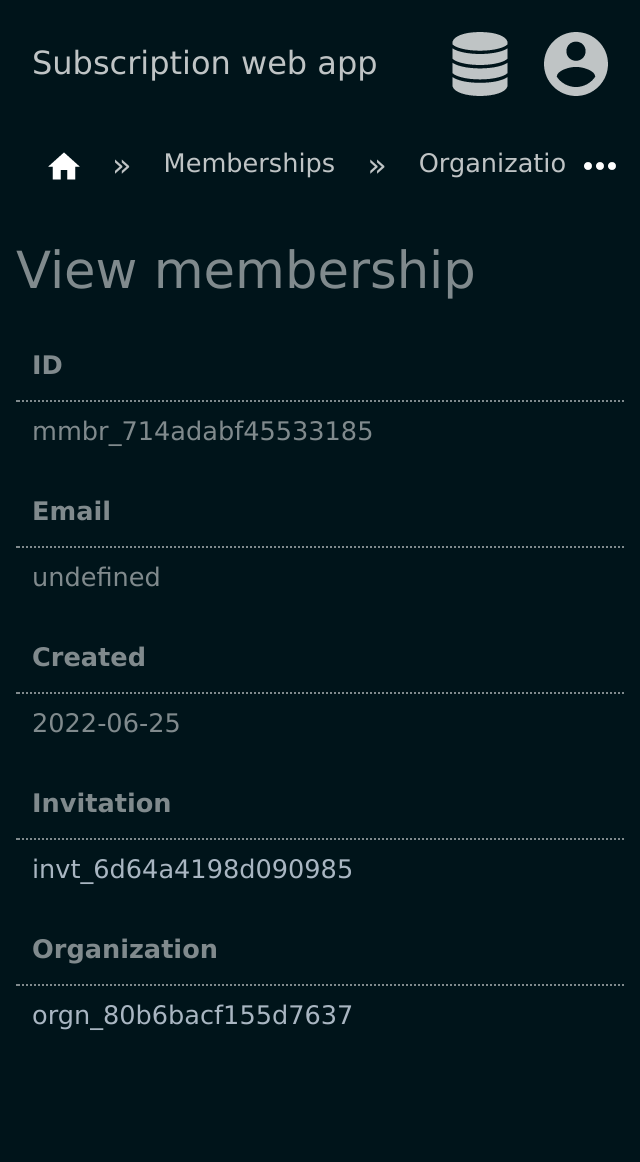 Subscription web app
» Memberships » Organizatio
View membership
ID
mmbr_714adabf45533185
Email
undefined
Created
2022-06-25
Invitation
invt_6d64a4198d090985
Organization
orgn_80b6bacf155d7637